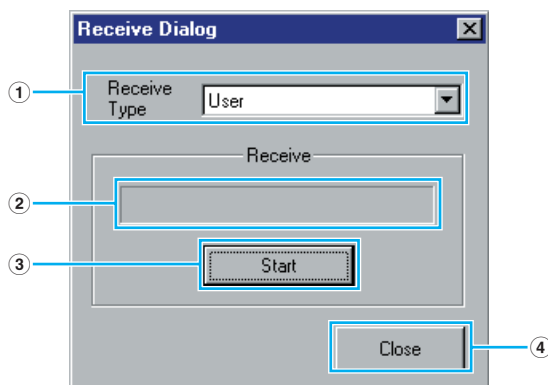 Receive Dialog
① Receive Type User
Receive
②
③ Start
Close ④